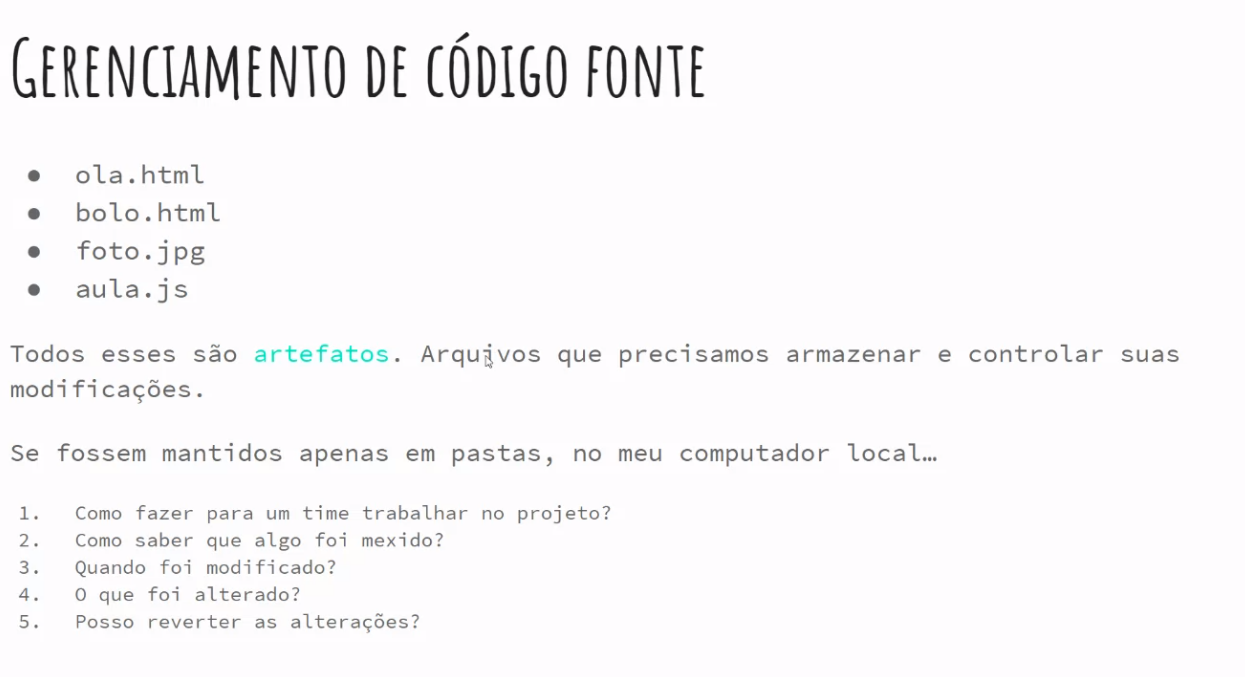 Gerenciamento de código fonte
● ola.html
● bolo.html
● foto.jpg
● aula.js
Todos esses são artefatos. Arquivos que precisamos armazenar e controlar suas
modificações.
Se fossem mantidos apenas em pastas, no meu computador local…
1. Como fazer para um time trabalhar no projeto?
2. Como saber que algo foi mexido?
3. Quando foi modificado?
4. O que foi alterado?
5. Posso reverter as alterações?